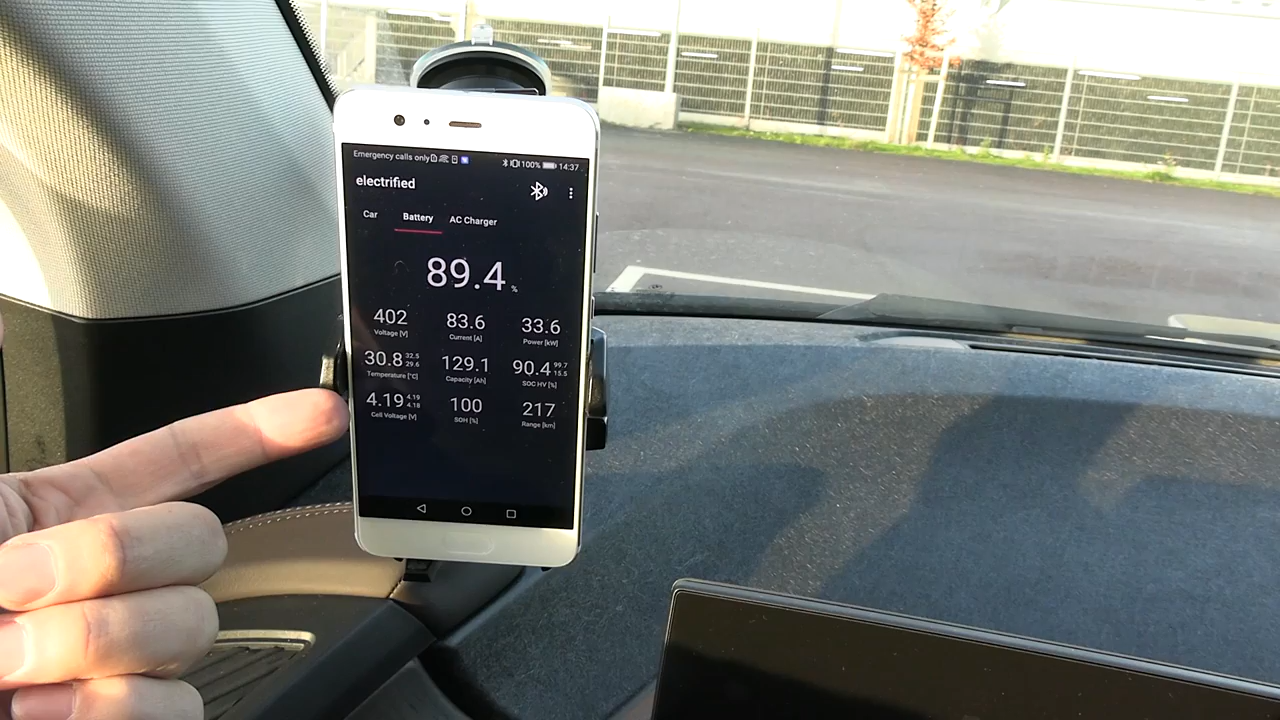 Emergency calls only 100% 14:37
electrified
Car Battery AC Charger
89.4 %
402 83.6 33.6
Voltage [V] Current [A] Power [kW]
30.8 32.5 29.6 129.1 90.4 99.7 15.5
Temperature [°C] Capacity [Ah] SOC HV [%]
4.19 4.19 4.18 100 217
Cell Voltage [V] SOH [%] Range [km]